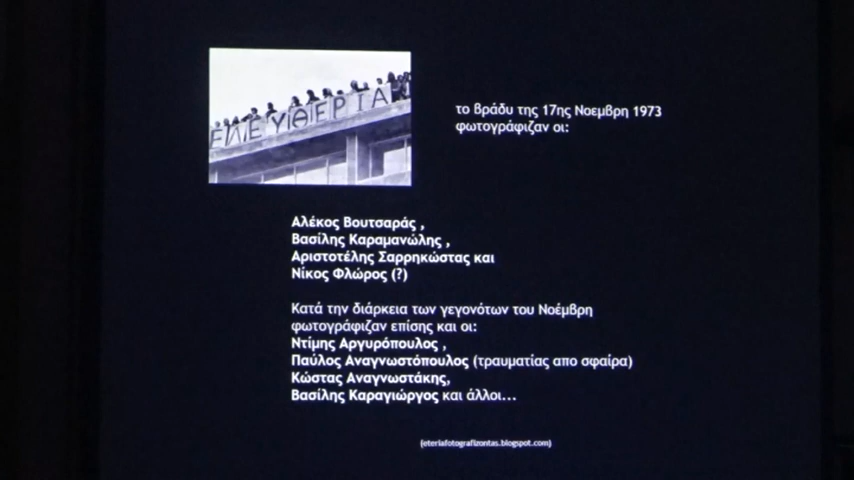 ΕΛΕΥΘΕΡΙΑ
το βράδυ της 17ης Νοεμβρη 1973
φωτογράφιζαν οι:
Αλέκος Βουτσαράς ,
Βασίλης Καραμανώλης ,
Αριστοτέλης Σαρρηκώστας και
Νίκος Φλώρος (?)
Κατά την διάρκεια των γεγονότων του Νοέμβρη
φωτογράφιζαν επίσης και οι:
Ντίμης Αργυρόπουλος ,
Παύλος Αναγνωστόπουλος (τραυματίας απο σφαίρα)
Κώστας Αναγνωστάκης,
Βασίλης Καραγιώργος και άλλοι...
(eteriafotografizontas.blogspot.com)